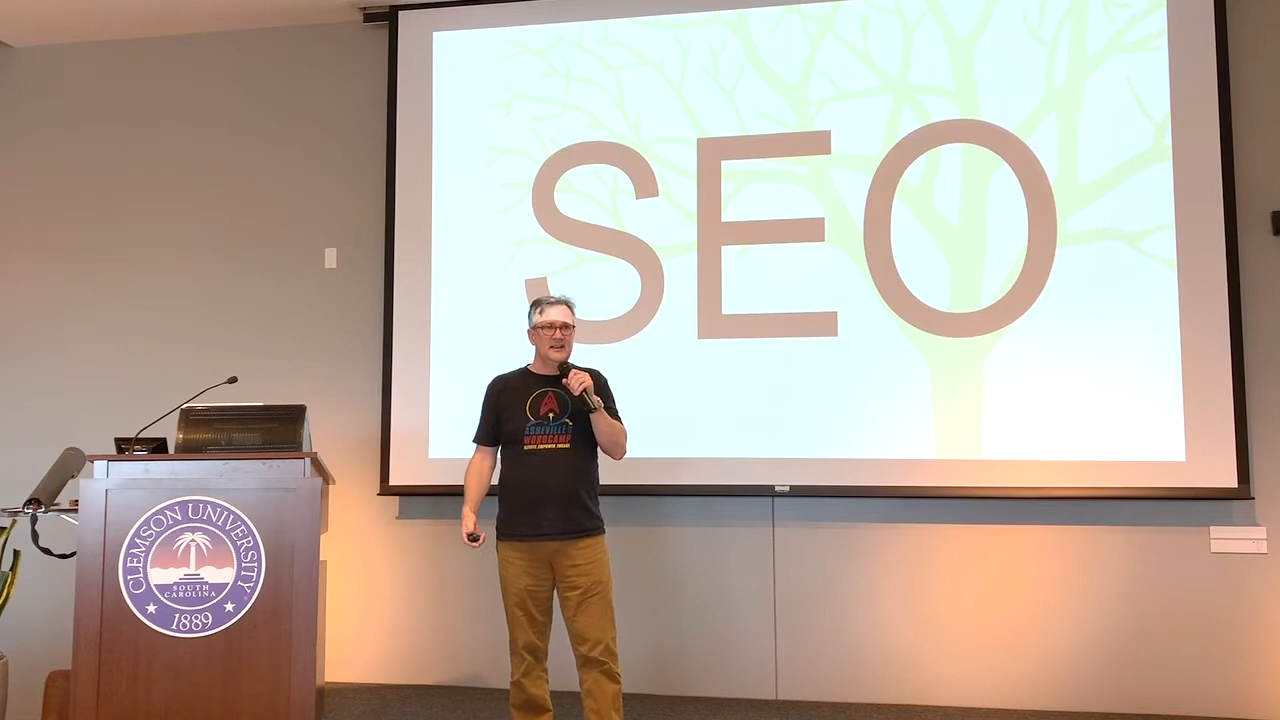 SEO
ASHEVILLE
WORDCAMP
CLEMSON UNIVERSITY
SOUTH
CAROLINA
1889